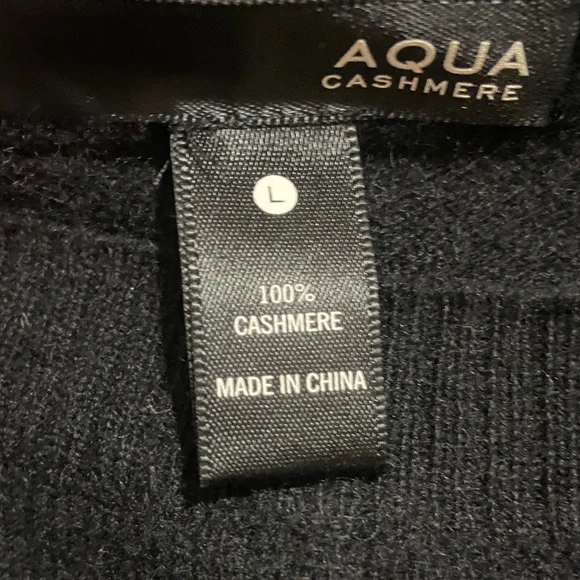 AQUA
CASHMERE
L
100%
CASHMERE
MADE IN CHINA